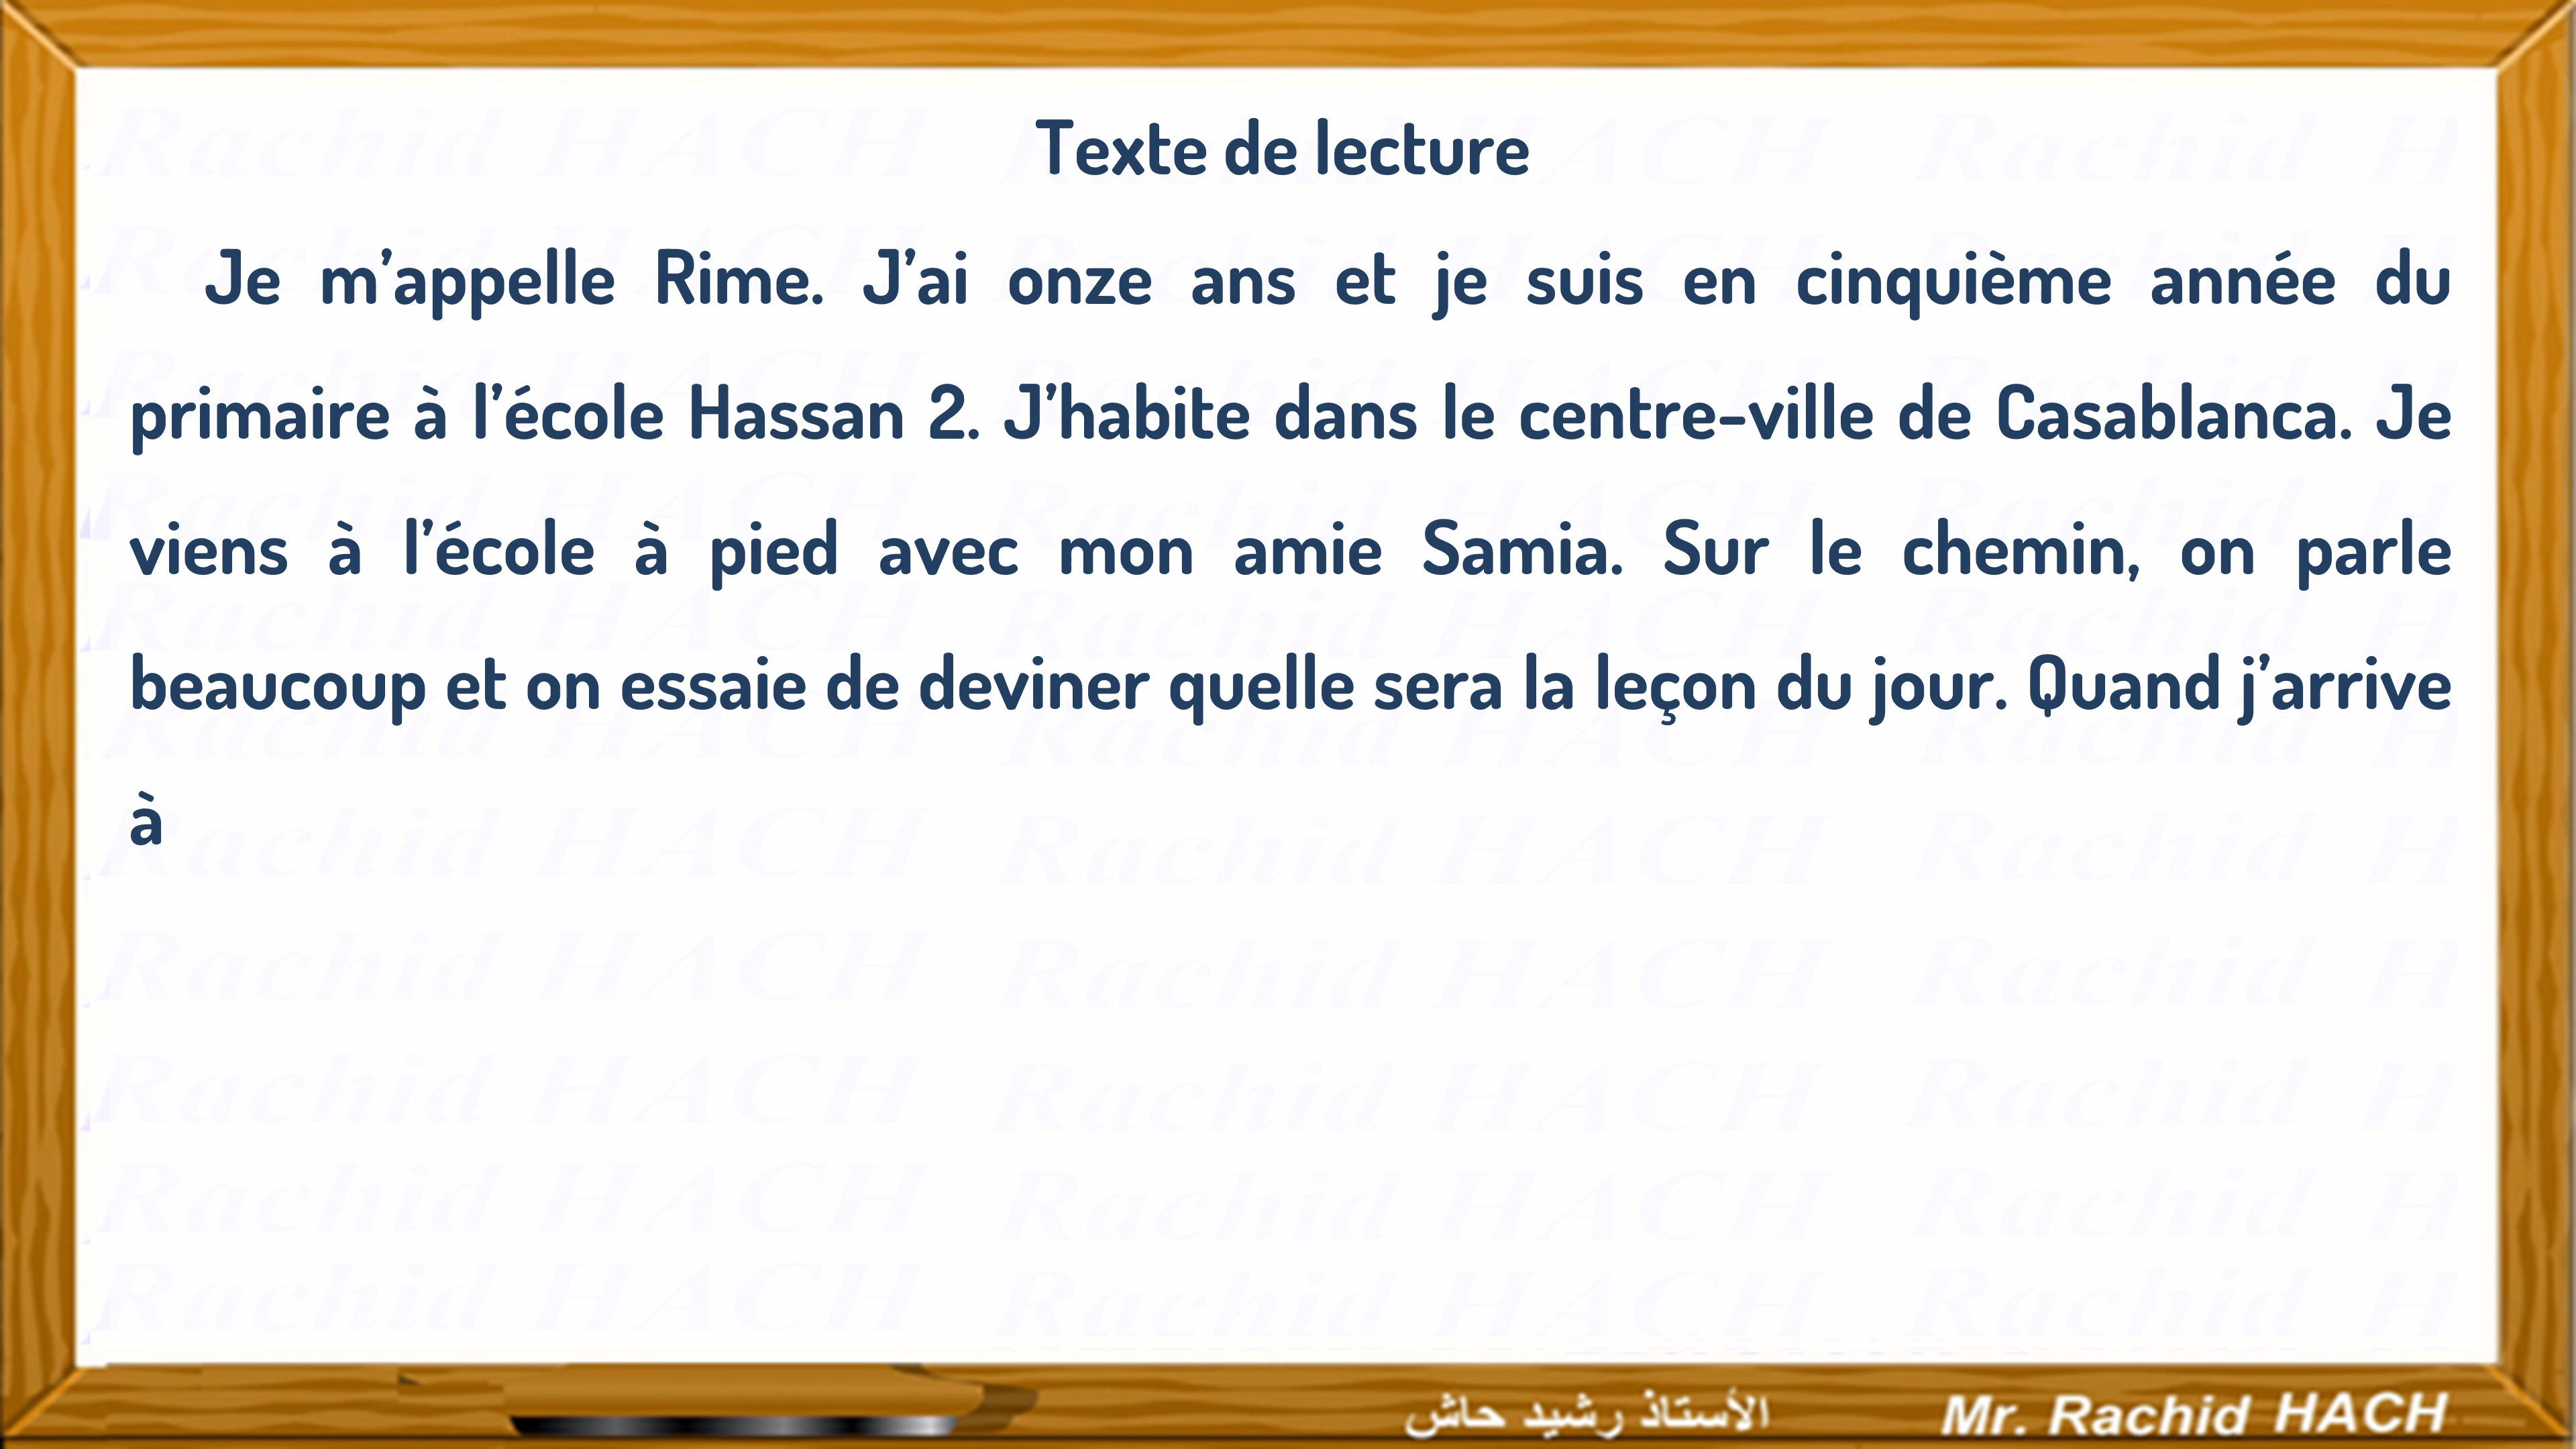 Texte de lecture
Je m’appelle Rime. J’ai onze ans et je suis en cinquième année du
primaire à l’école Hassan 2. J’habite dans le centre-ville de Casablanca. Je
viens à l’école à pied avec mon amie Samia. Sur le chemin, on parle
beaucoup et on essaie de deviner quelle sera la leçon du jour. Quand j’arrive
à
الأستاذ رشيد حاش
Mr. Rachid HACH